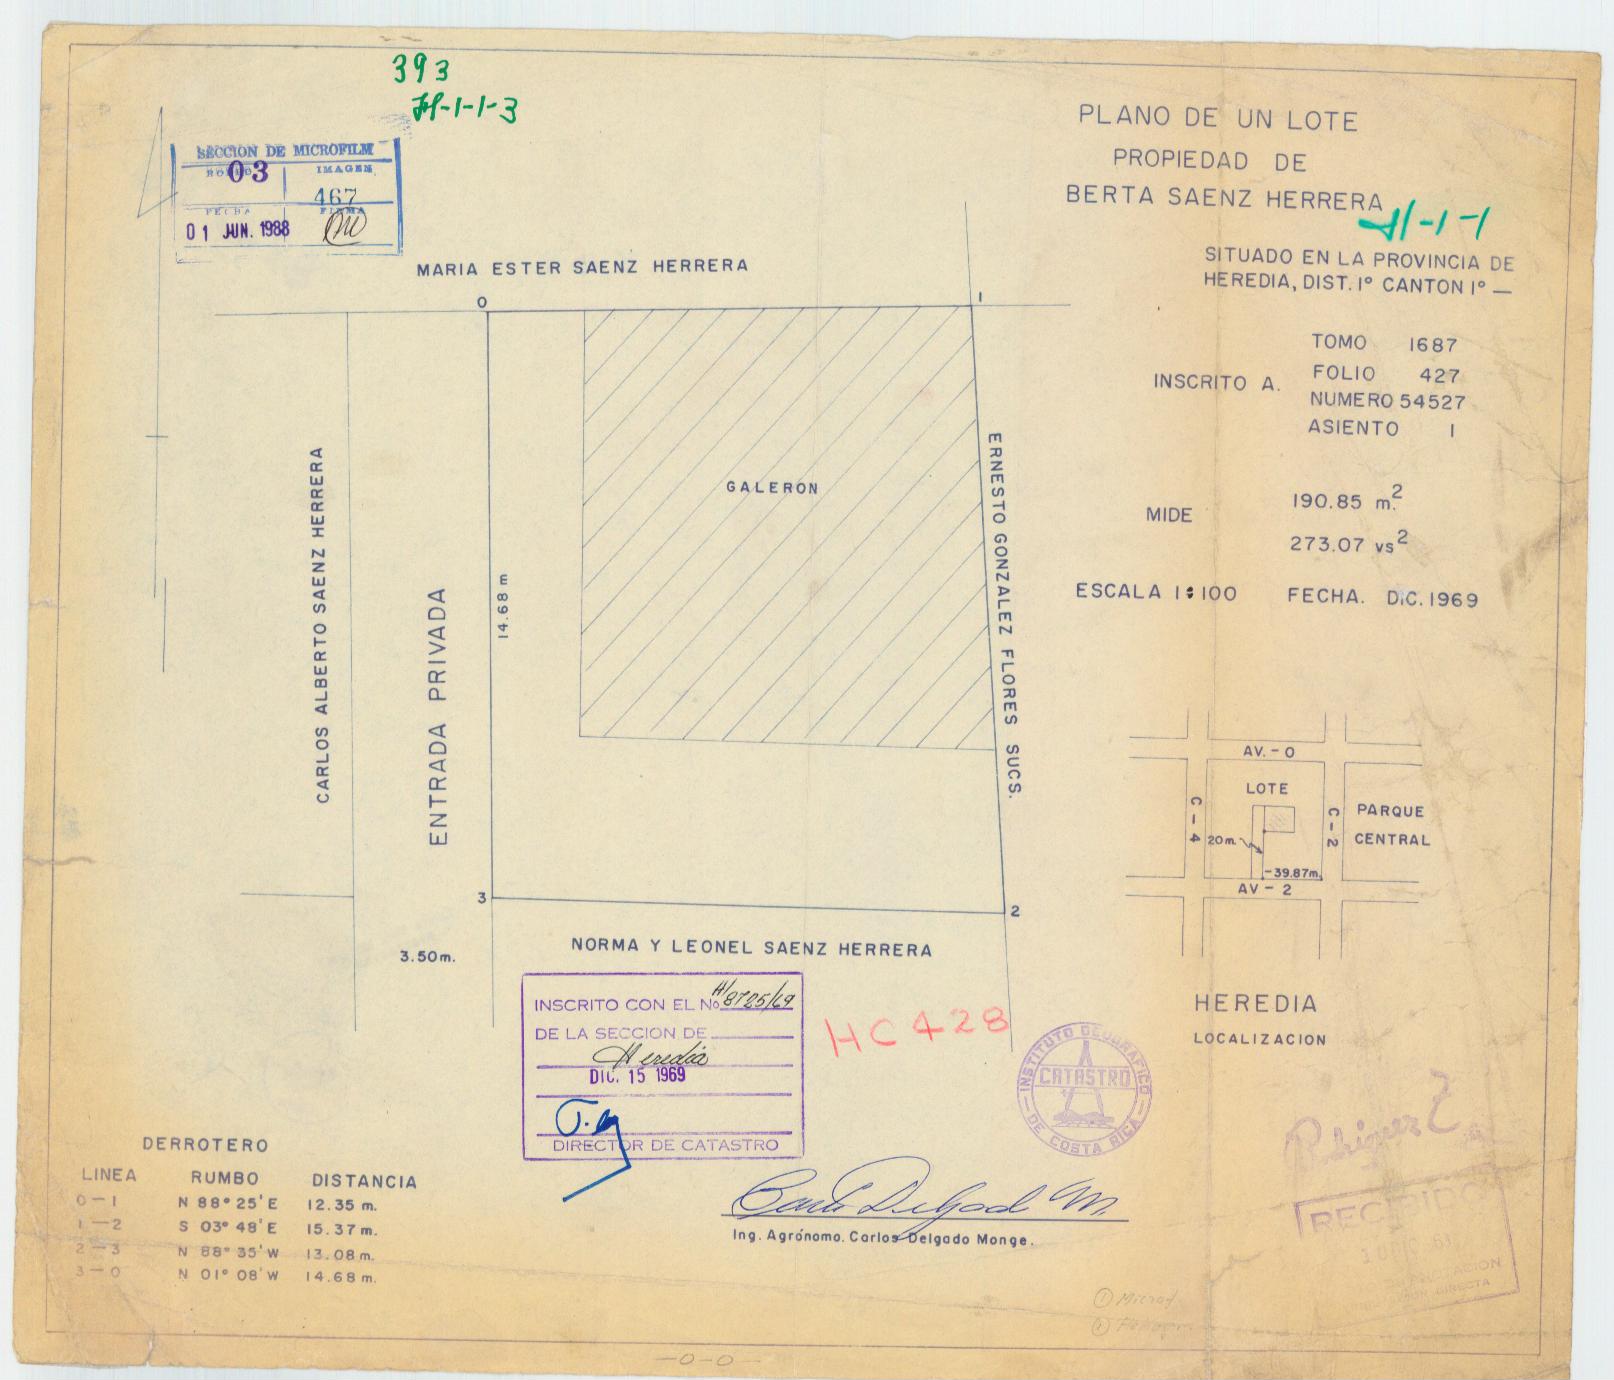 393
H-1-1-3
SECCION DE MICROFILM
03
IMAGEN
467
FECHA
FIRMA
01 JUN. 1988
PLANO DE UN LOTE
PROPIEDAD DE
BERTA SAENZ HERRERA
H-1-1
SITUADO EN LA PROVINCIA DE
HEREDIA, DIST. 1° CANTON 1° —
INSCRITO A.
TOMO 1687
FOLIO 427
NUMERO 54527
ASIENTO 1
MIDE
190.85 m.²
273.07 vs²
ESCALA 1:100 FECHA. DIC. 1969
MARIA ESTER SAENZ HERRERA
0
1
GALERON
ERNESTO GONZALEZ FLORES SUCS.
CARLOS ALBERTO SAENZ HERRERA
ENTRADA PRIVADA
14.68 m
3
2
3.50m.
NORMA Y LEONEL SAENZ HERRERA
AV. - 0
LOTE
C - 4
20m.
C - 2
PARQUE
CENTRAL
39.87m.
AV - 2
HEREDIA
LOCALIZACION
INSCRITO CON EL No H/8725/69
DE LA SECCION DE
Heredia
DIC. 15 1969
DIRECTOR DE CATASTRO
HC428
INSTITUTO GEOGRAFICO
CATASTRO
DE COSTA RICA
DERROTERO
LINEA RUMBO DISTANCIA
0 - 1 N 88° 25' E 12.35 m.
1 - 2 S 03° 48' E 15.37 m.
2 - 3 N 88° 35' W 13.08 m.
3 - 0 N 01° 08' W 14.68 m.
Carlos Delgado M.
Ing. Agrónomo. Carlos Delgado Monge.
RECIBIDO
-0-0-